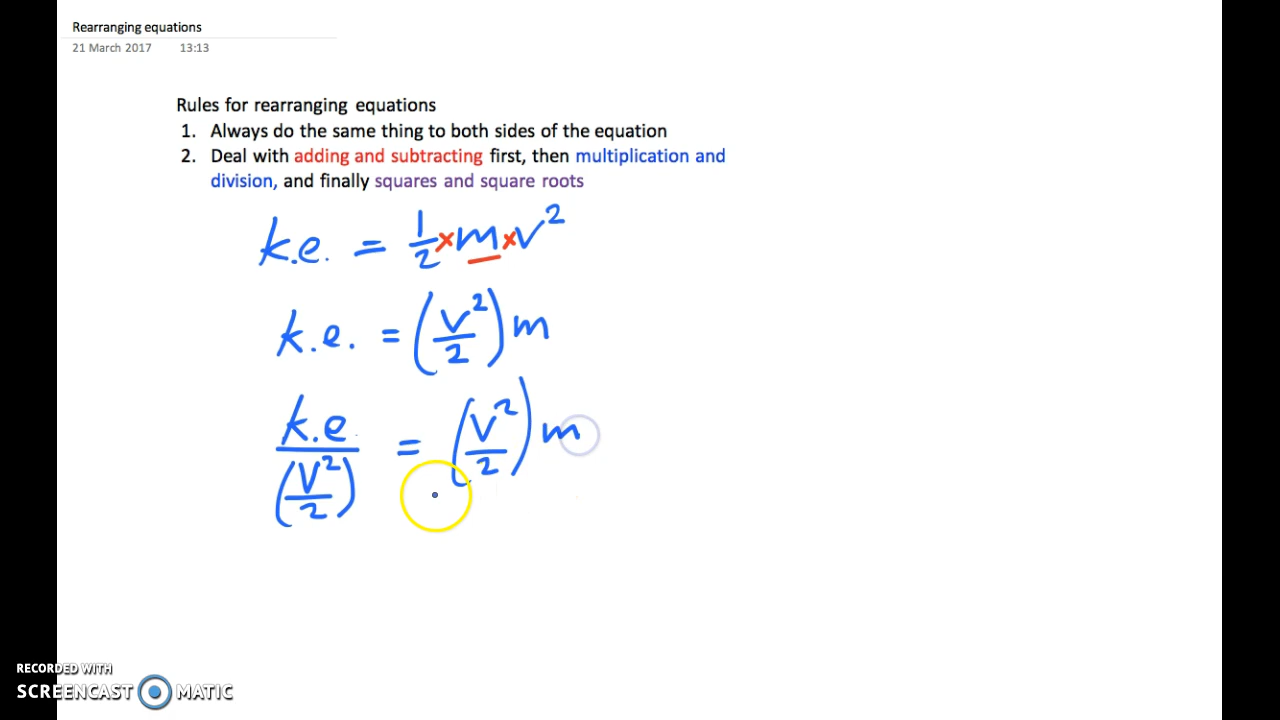 Rearranging equations
21 March 2017 13:13
Rules for rearranging equations
1. Always do the same thing to both sides of the equation
2. Deal with adding and subtracting first, then multiplication and
division, and finally squares and square roots
k.e. = 1/2 × m × v²
k.e. = (v²/2) m
k.e. / (v²/2) = (v²/2) m
RECORDED WITH
SCREENCAST MATIC